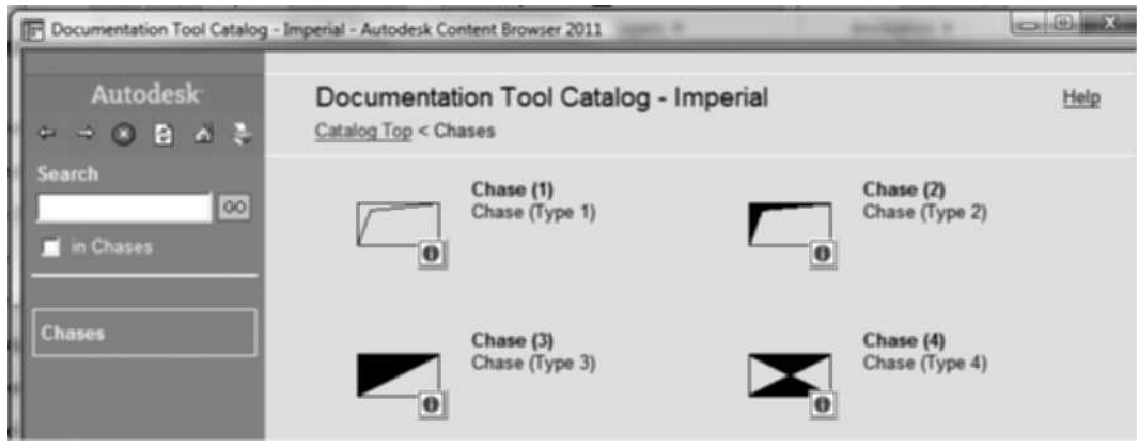 Documentation Tool Catalog - Imperial - Autodesk Content Browser 2011
Autodesk
Documentation Tool Catalog - Imperial
Help
Catalog Top < Chases
Search
GO
in Chases
Chases
Chase (1)
Chase (Type 1)
Chase (2)
Chase (Type 2)
Chase (3)
Chase (Type 3)
Chase (4)
Chase (Type 4)